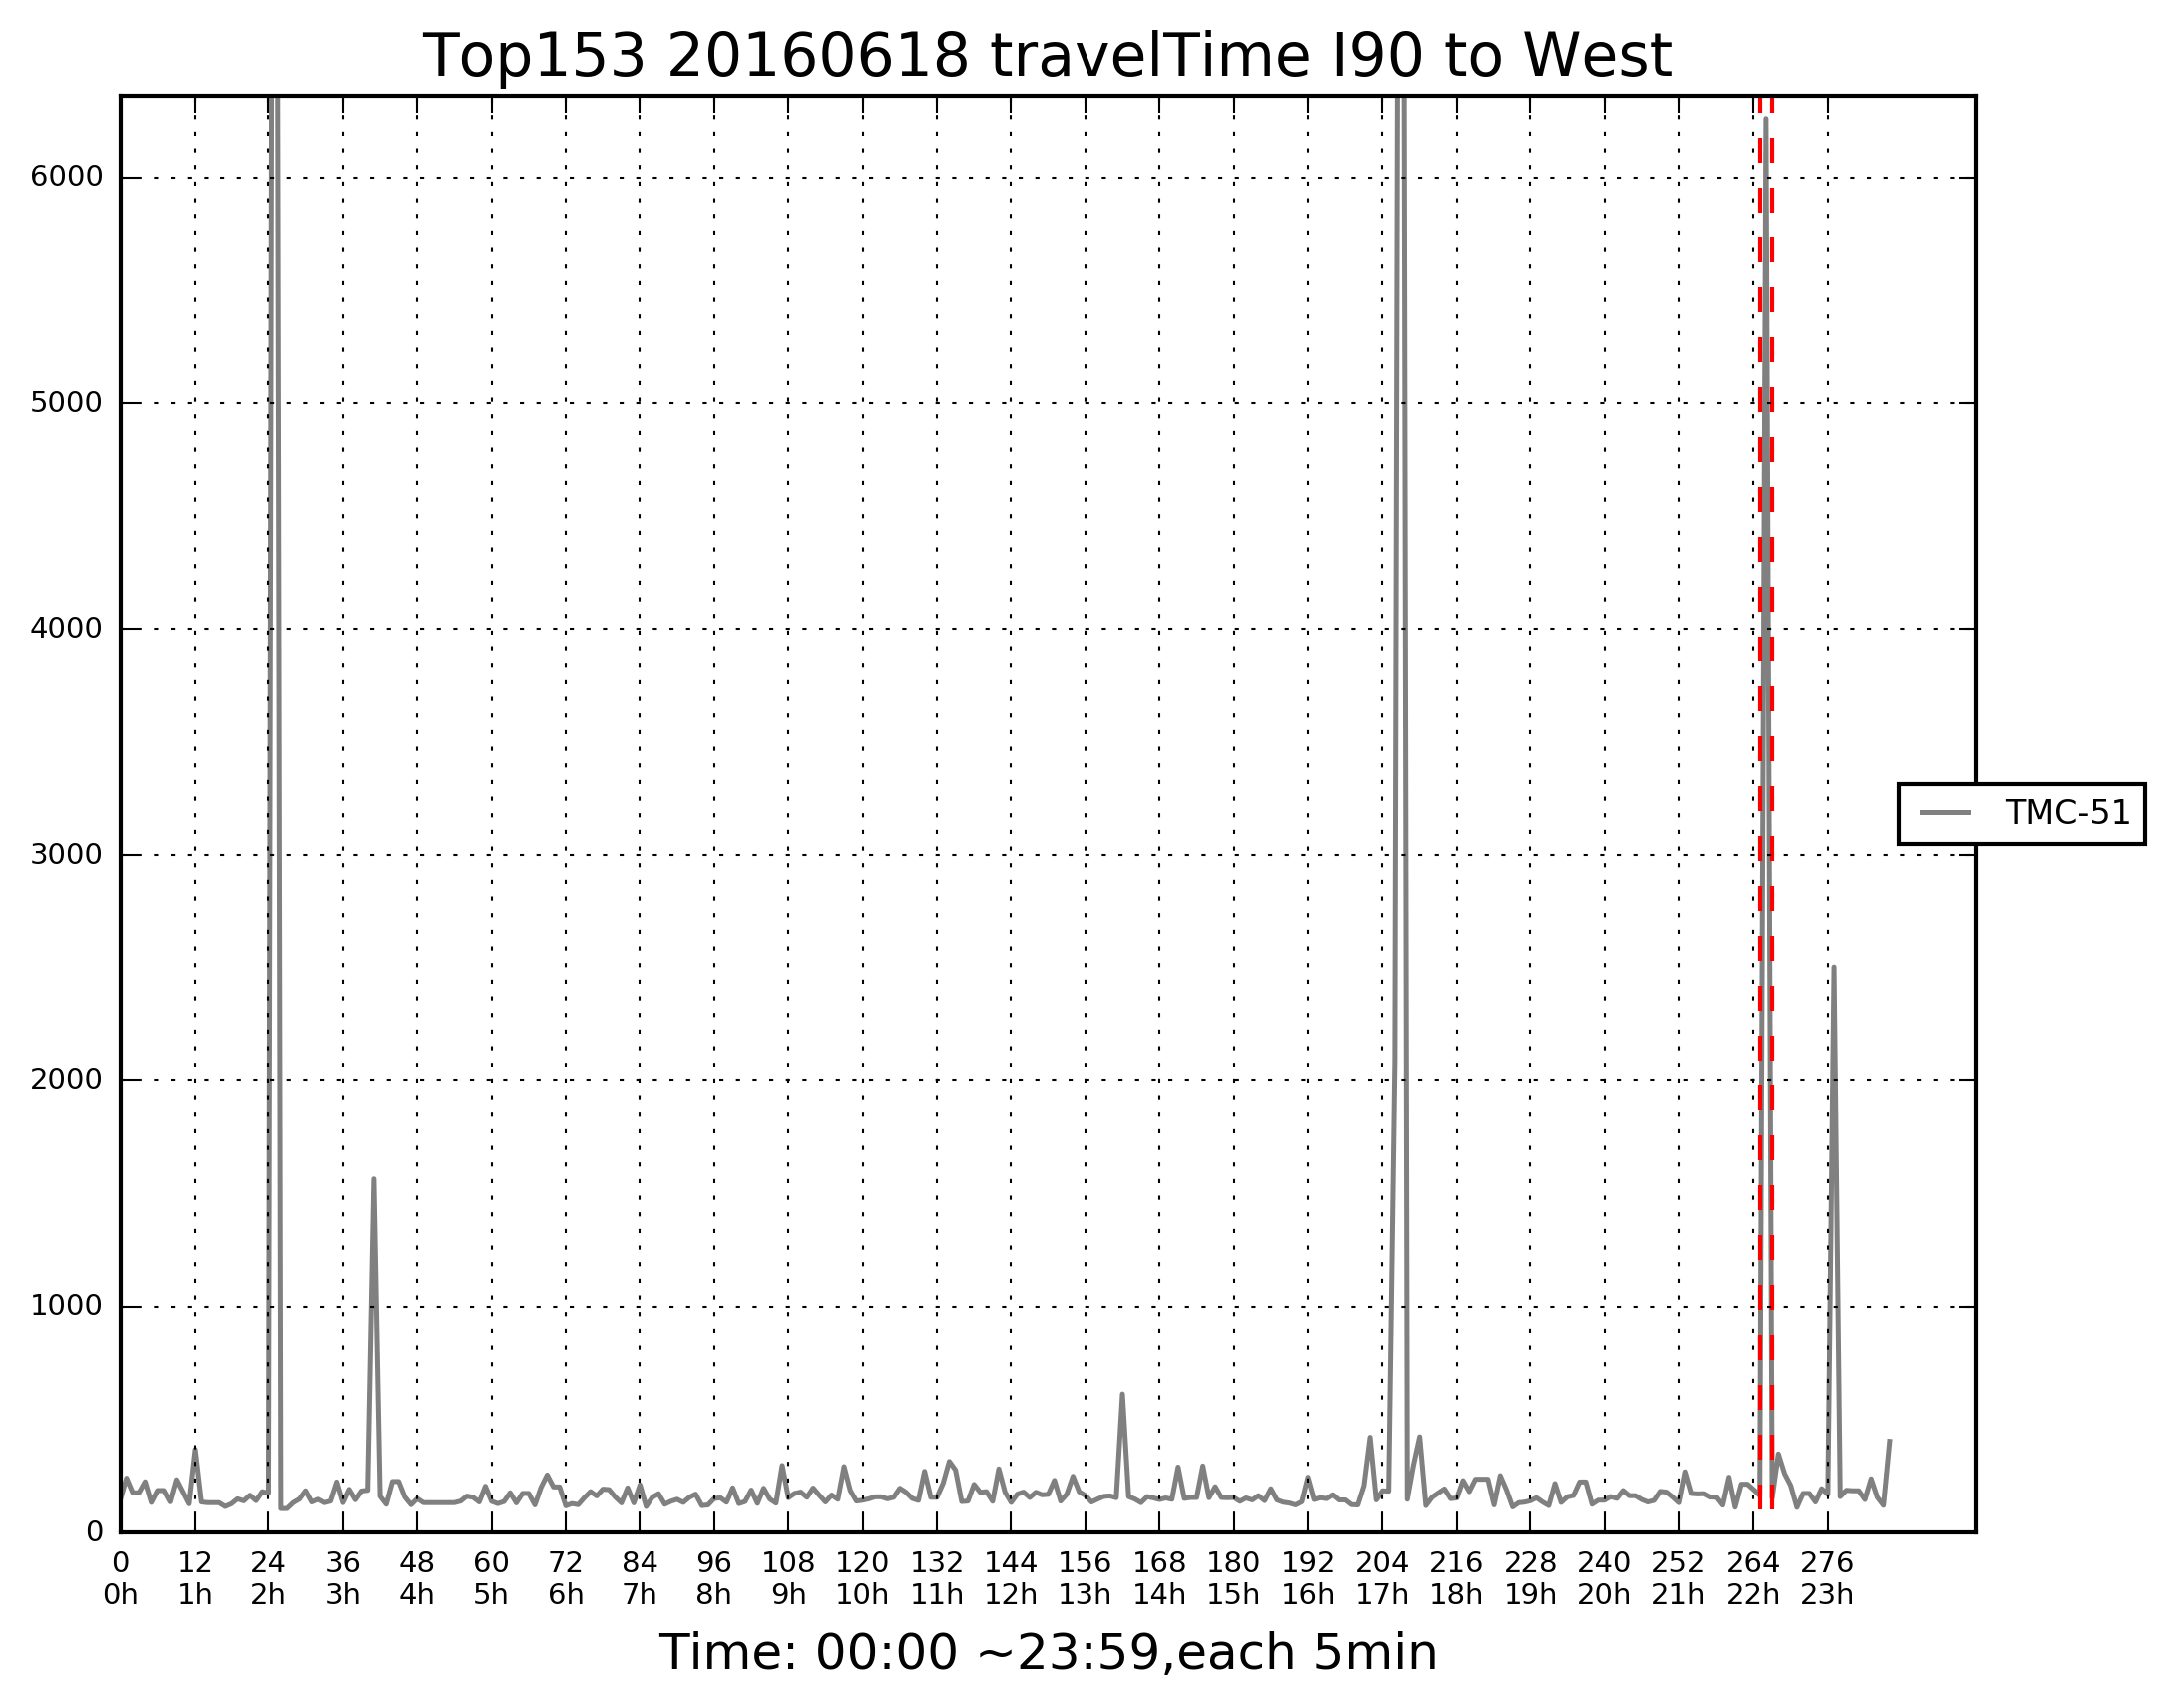 Top153 20160618 travelTime I90 to West
6000
5000
4000
3000
2000
1000
0
TMC-51
0 12 24 36 48 60 72 84 96 108 120 132 144 156 168 180 192 204 216 228 240 252 264 276
0h 1h 2h 3h 4h 5h 6h 7h 8h 9h 10h 11h 12h 13h 14h 15h 16h 17h 18h 19h 20h 21h 22h 23h
Time: 00:00 ~23:59,each 5min